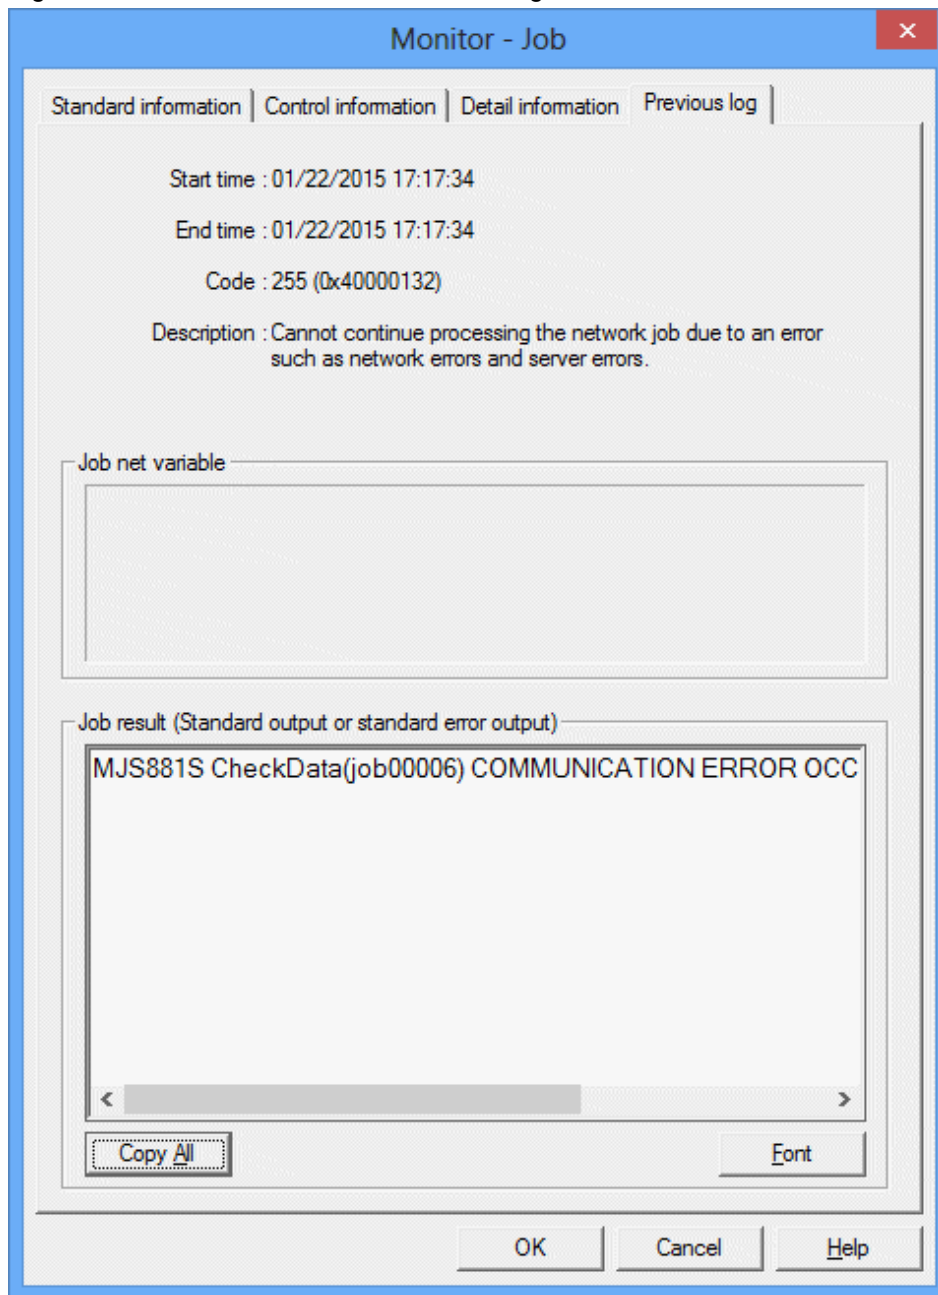 Monitor - Job
Standard information
Control information
Detail information
Previous log
Start time : 01/22/2015 17:17:34
End time : 01/22/2015 17:17:34
Code : 255 (0x40000132)
Description : Cannot continue processing the network job due to an error
such as network errors and server errors.
Job net variable
Job result (Standard output or standard error output)
MJS881S CheckData(job00006) COMMUNICATION ERROR OCC
Copy All
Font
OK
Cancel
Help